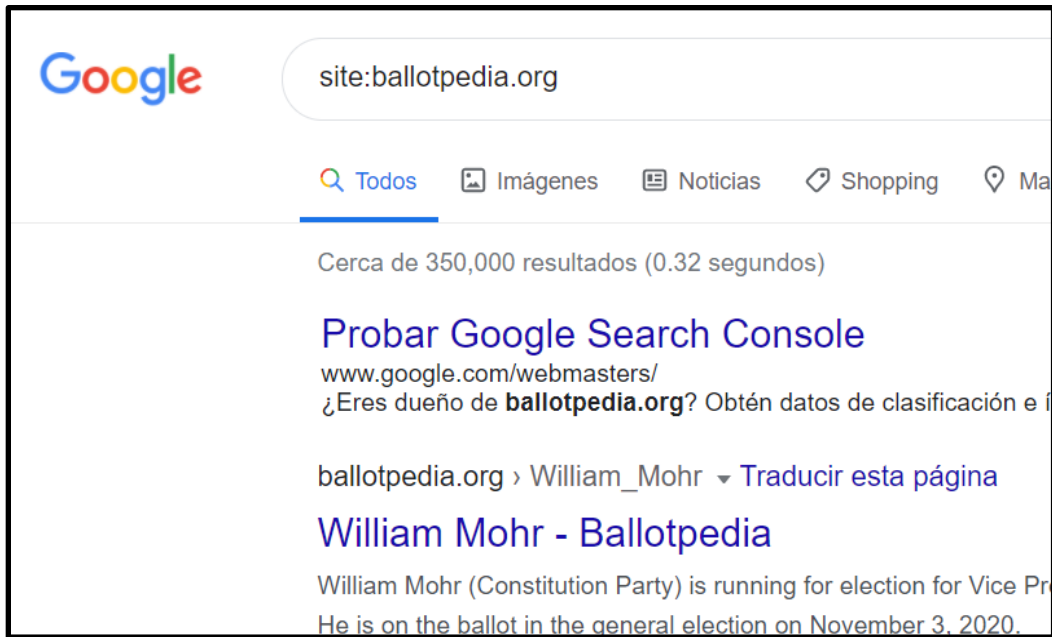 Google
site:ballotpedia.org
Todos Imágenes Noticias Shopping Ma
Cerca de 350,000 resultados (0.32 segundos)
Probar Google Search Console
www.google.com/webmasters/
¿Eres dueño de ballotpedia.org? Obtén datos de clasificación e í
ballotpedia.org › William_Mohr Traducir esta página
William Mohr - Ballotpedia
William Mohr (Constitution Party) is running for election for Vice Pr
He is on the ballot in the general election on November 3, 2020.